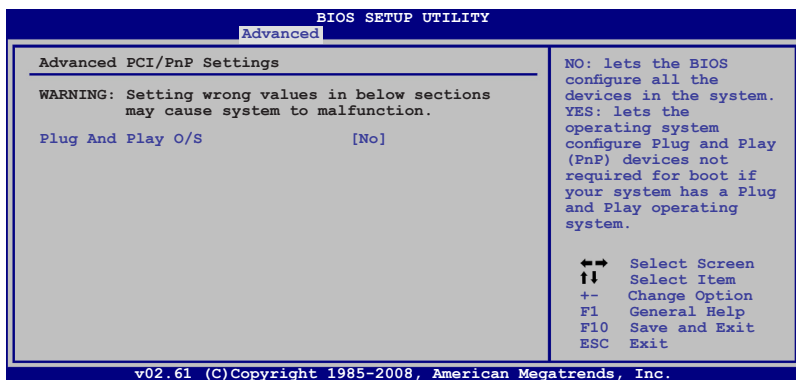 BIOS SETUP UTILITY
Advanced
Advanced PCI/PnP Settings
WARNING: Setting wrong values in below sections
may cause system to malfunction.
Plug And Play O/S [No]
NO: lets the BIOS
configure all the
devices in the system.
YES: lets the
operating system
configure Plug and Play
(PnP) devices not
required for boot if
your system has a Plug
and Play operating
system.
←→ Select Screen
↑↓ Select Item
+- Change Option
F1 General Help
F10 Save and Exit
ESC Exit
v02.61 (C)Copyright 1985-2008, American Megatrends, Inc.